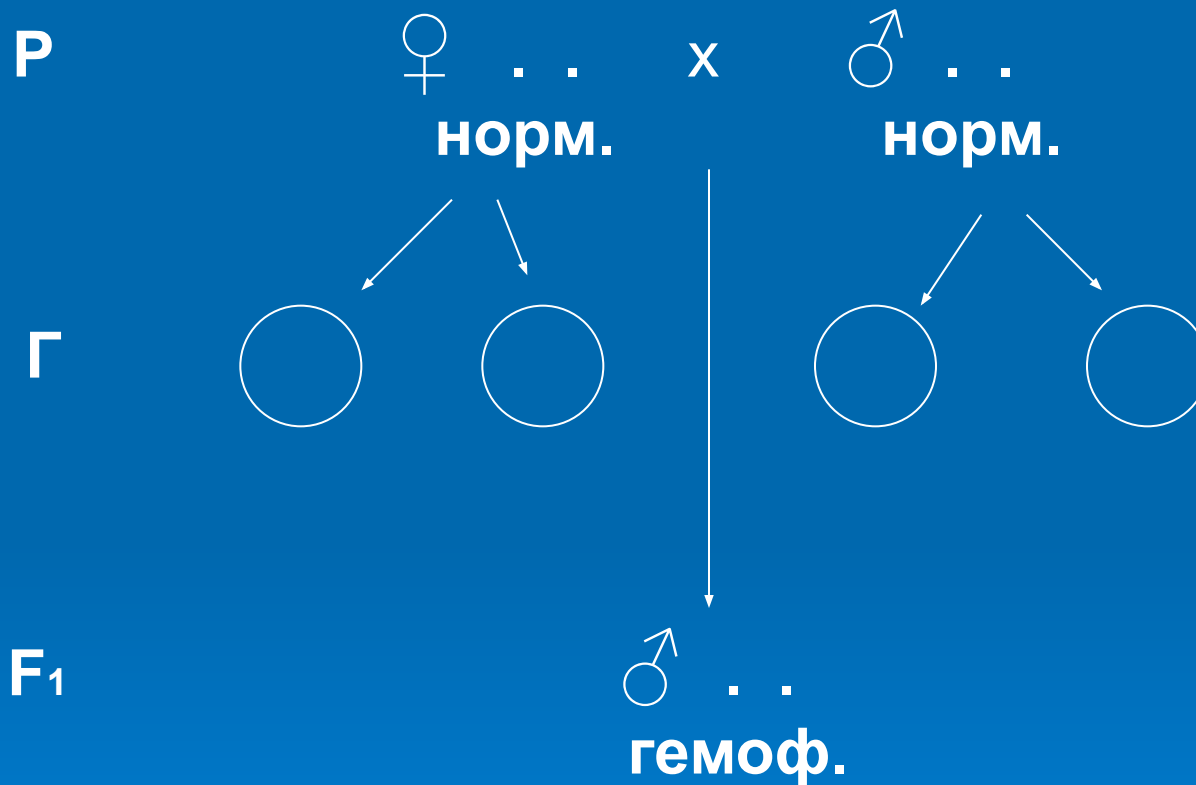 P ♀ . . x ♂ . .
норм. норм.
Г
F₁ ♂ . .
гемоф.